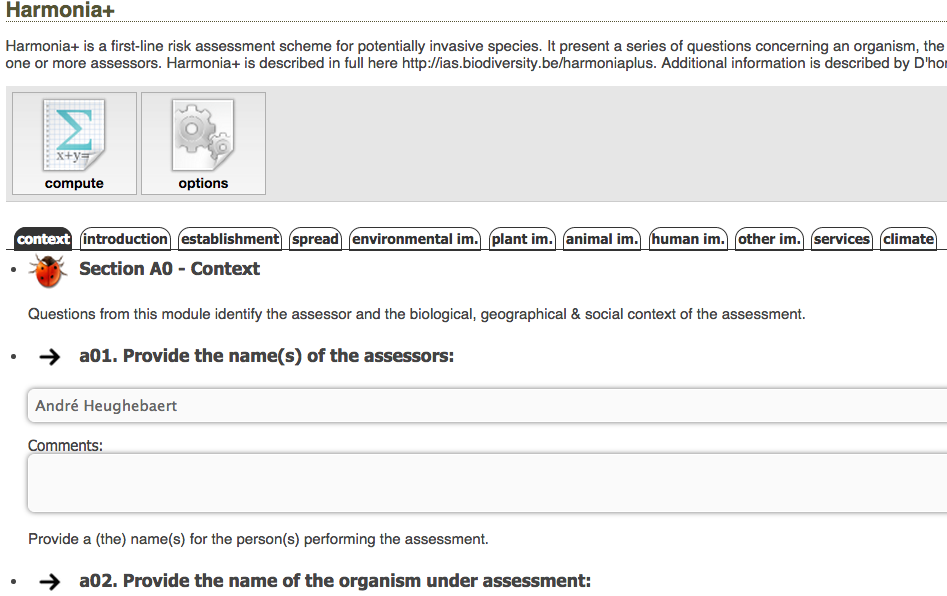 Harmonia+
Harmonia+ is a first-line risk assessment scheme for potentially invasive species. It present a series of questions concerning an organism, the
one or more assessors. Harmonia+ is described in full here http://ias.biodiversity.be/harmoniaplus. Additional information is described by D'hor
Σ
x+y=
compute
options
context introduction establishment spread environmental im. plant im. animal im. human im. other im. services climate
• Section A0 - Context
Questions from this module identify the assessor and the biological, geographical & social context of the assessment.
• → a01. Provide the name(s) of the assessors:
André Heughebaert
Comments:
Provide a (the) name(s) for the person(s) performing the assessment.
• → a02. Provide the name of the organism under assessment: